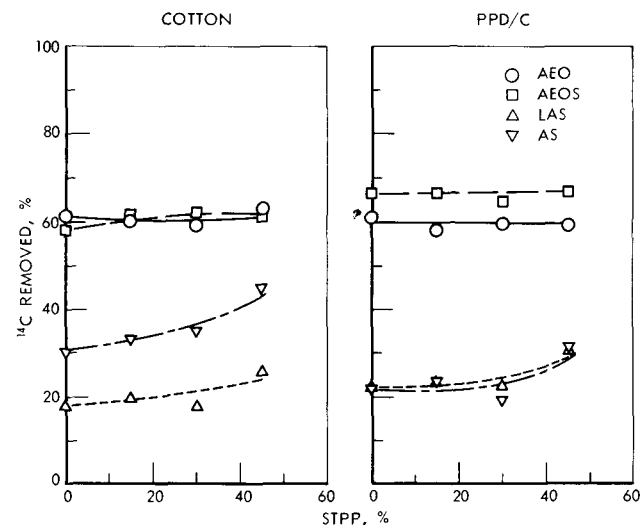 COTTON
PPD/C
100
80
60
40
20
0
¹⁴C REMOVED, %
AEO
AEOS
LAS
AS
0 20 40 60
0 20 40 60
STPP, %